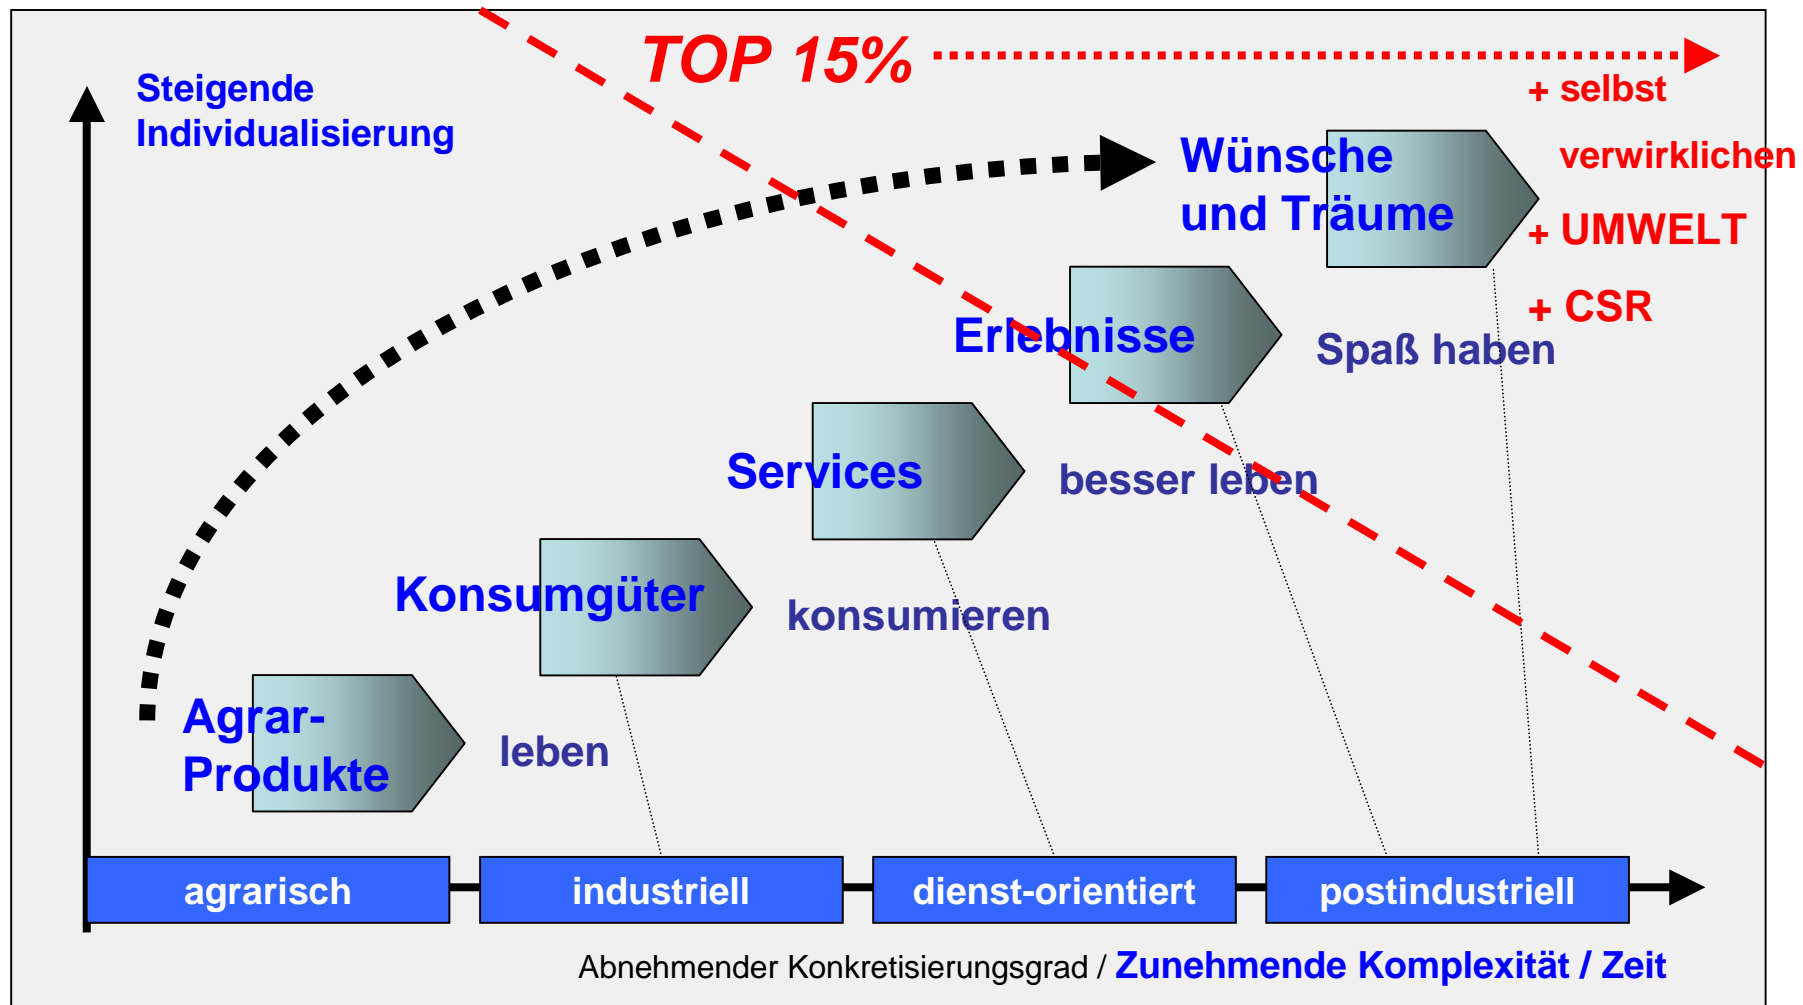 TOP 15%
Steigende
Individualisierung
+ selbst
verwirklichen
+ UMWELT
+ CSR
Wünsche
und Träume
Erlebnisse
Spaß haben
Services
besser leben
Konsumgüter
konsumieren
Agrar-
Produkte
leben
agrarisch
industriell
dienst-orientiert
postindustriell
Abnehmender Konkretisierungsgrad / Zunehmende Komplexität / Zeit